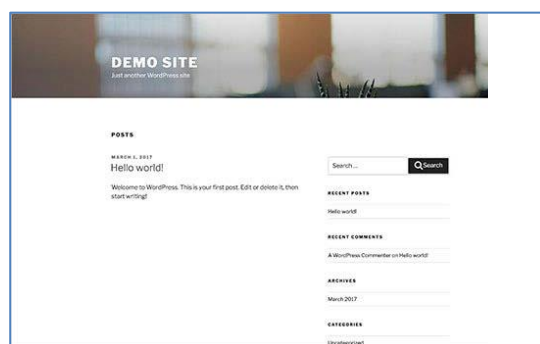 DEMO SITE
Just another WordPress site
POSTS
MARCH 1, 2017
Hello world!
Welcome to WordPress. This is your first post. Edit or delete it, then
start writing!
Search …
Search
RECENT POSTS
Hello world!
RECENT COMMENTS
A WordPress Commenter on Hello world!
ARCHIVES
March 2017
CATEGORIES
Uncategorized